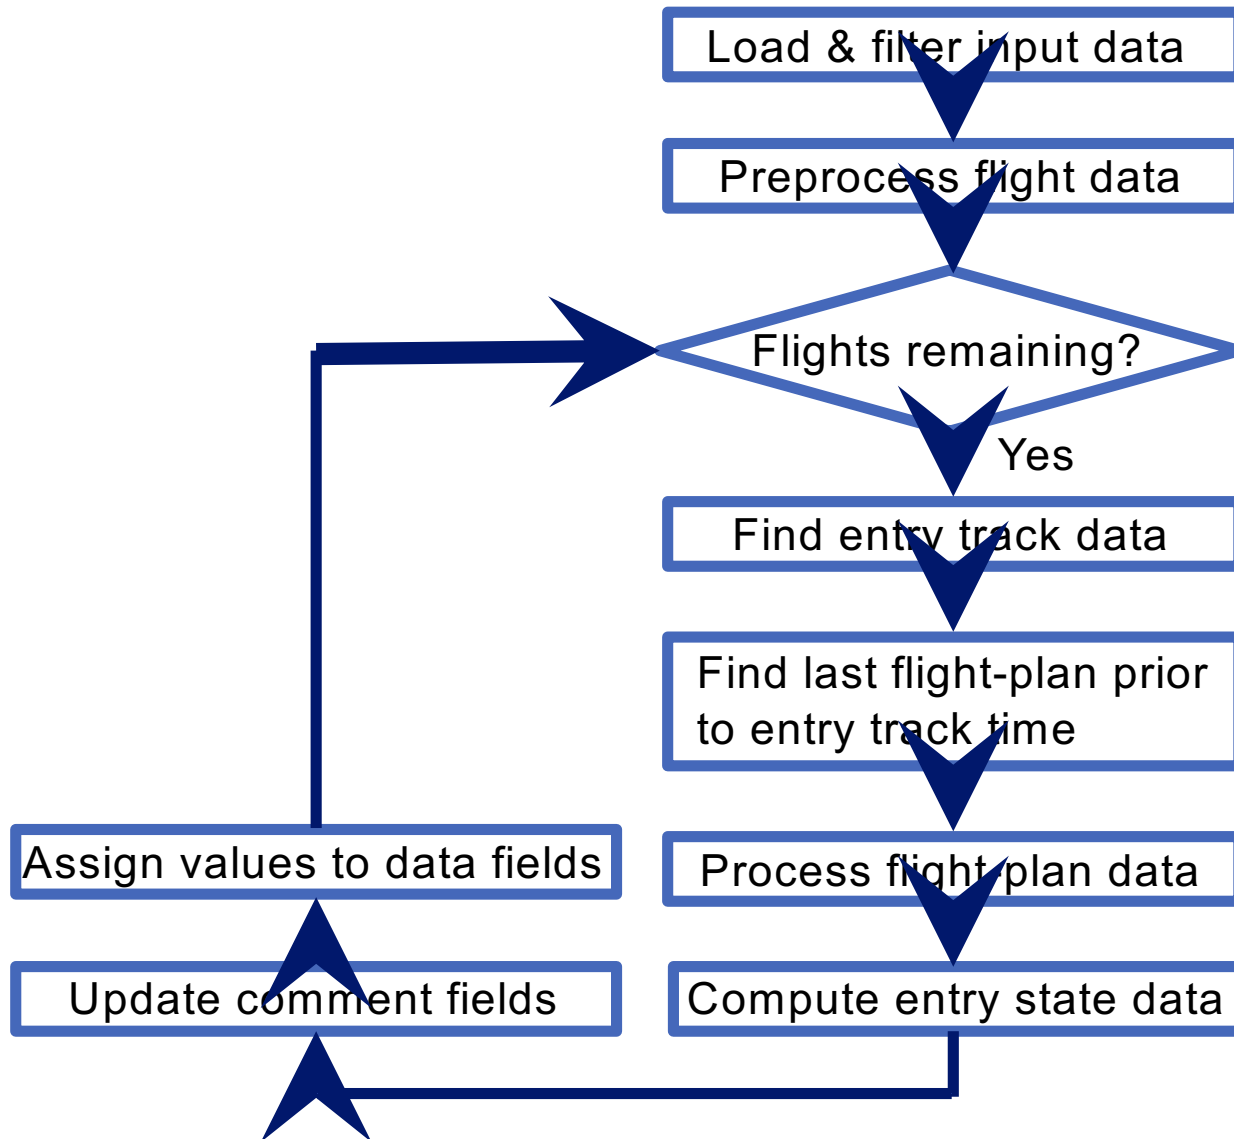 Load & filter input data
Preprocess flight data
Flights remaining?
Yes
Find entry track data
Find last flight-plan prior
to entry track time
Process flight-plan data
Compute entry state data
Update comment fields
Assign values to data fields